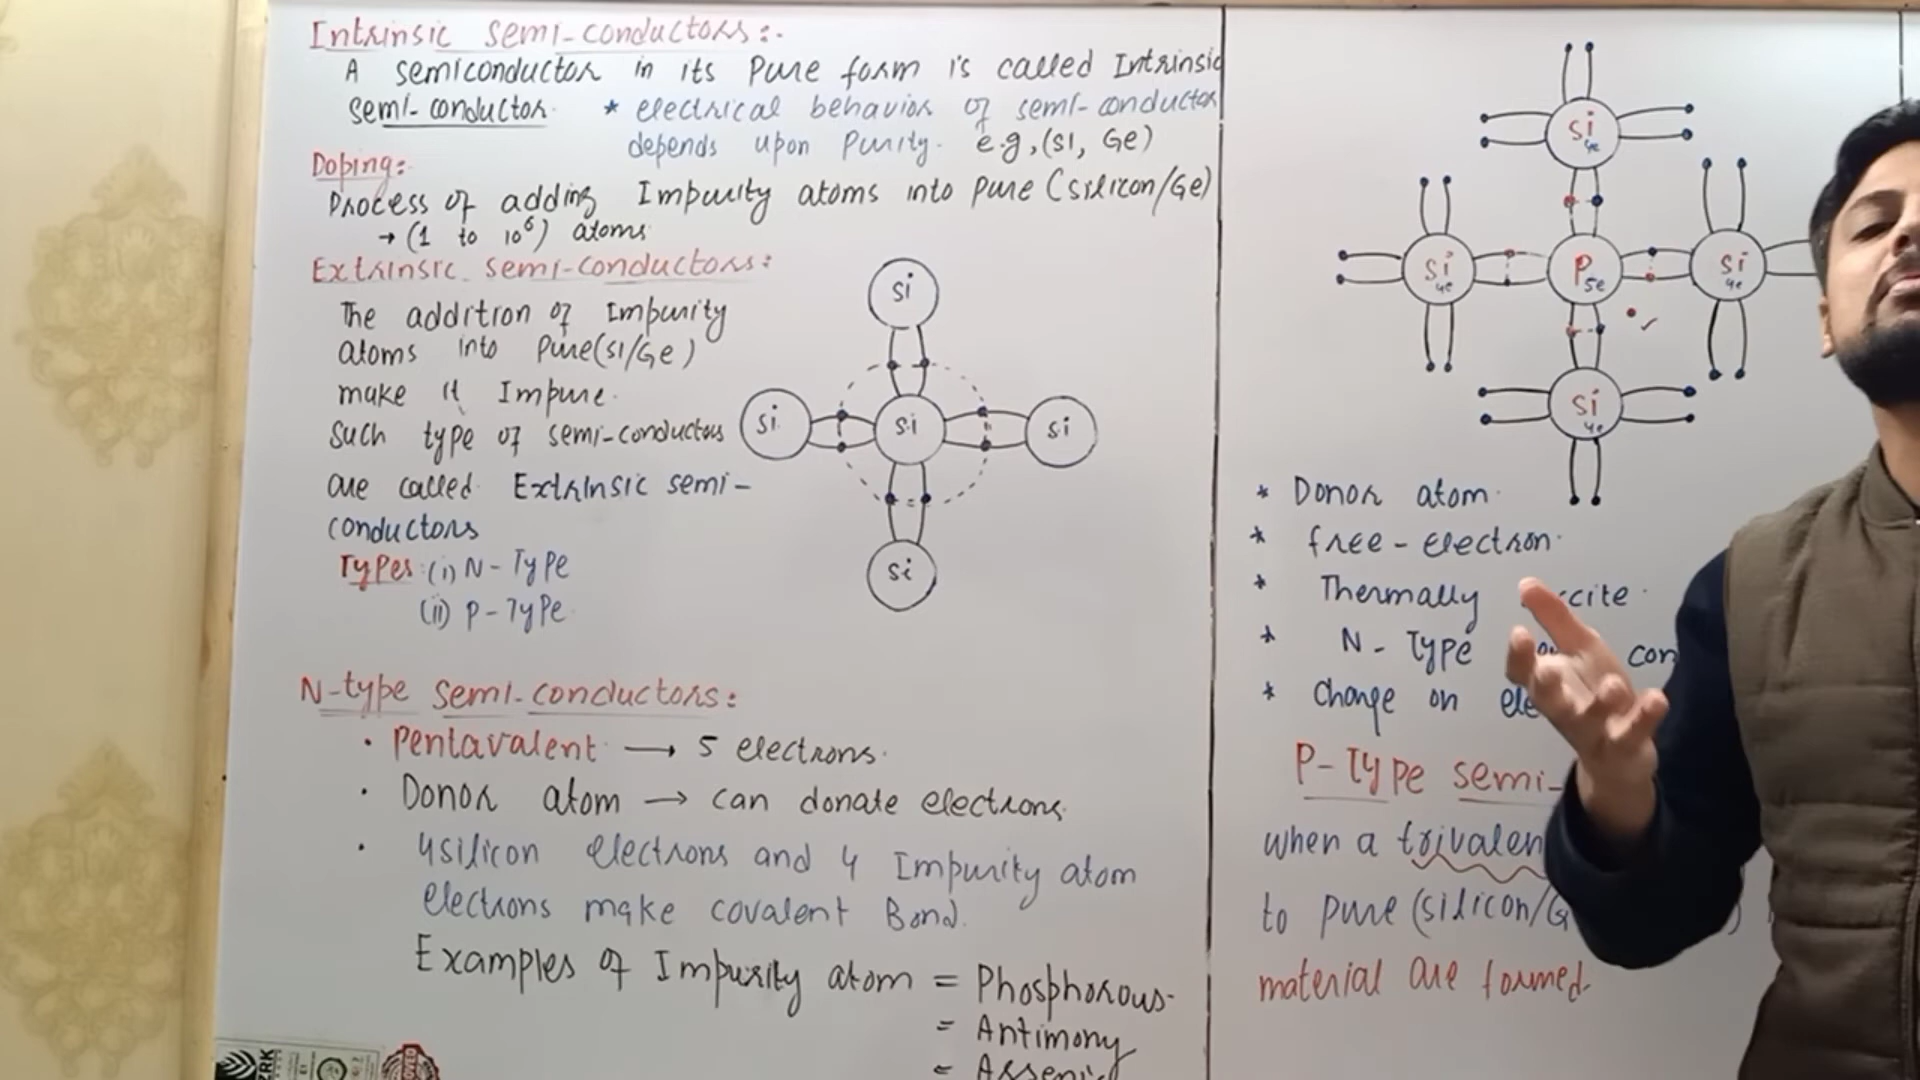 Intrinsic semi-conductors:-
A semiconductor in its pure form is called Intrinsic
semi-conductor.
* electrical behavior of semi-conductor
depends upon purity. e.g, (Si, Ge)
Doping:-
Process of adding Impurity atoms into pure (silicon/Ge)
→ (1 to 10⁶) atoms
Extrinsic semi-conductors:
The addition of Impurity
atoms into pure (Si/Ge)
make it Impure.
Such type of semi-conductors
are called Extrinsic semi-
conductors
Types: (i) N-Type
(ii) P-Type
Si
Si
Si
Si
Si
N-type semi-conductors:
• Pentavalent → 5 electrons.
• Donor atom → can donate electrons.
• 4 silicon electrons and 4 Impurity atom
electrons make covalent Bond.
Examples of Impurity atom = Phosphorous
= Antimony
ZRK
Si 4e
Si 4e
P 5e
Si 4e
Si 4e
* Donor atom
* free-electron
* Thermally
* N-Type
* Charge on
P-Type semi-
when a
to pure (silicon/
material are formed.